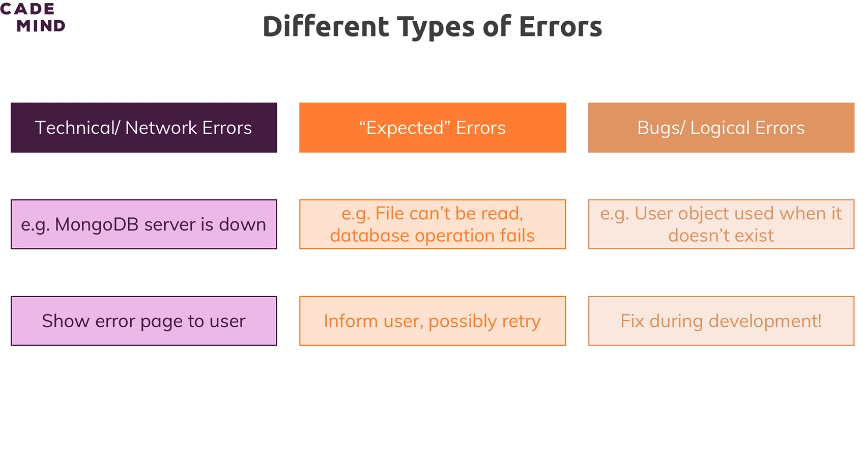 CADE
MIND
Different Types of Errors
Technical/ Network Errors
“Expected” Errors
Bugs/ Logical Errors
e.g. MongoDB server is down
e.g. File can’t be read,
database operation fails
e.g. User object used when it
doesn’t exist
Show error page to user
Inform user, possibly retry
Fix during development!